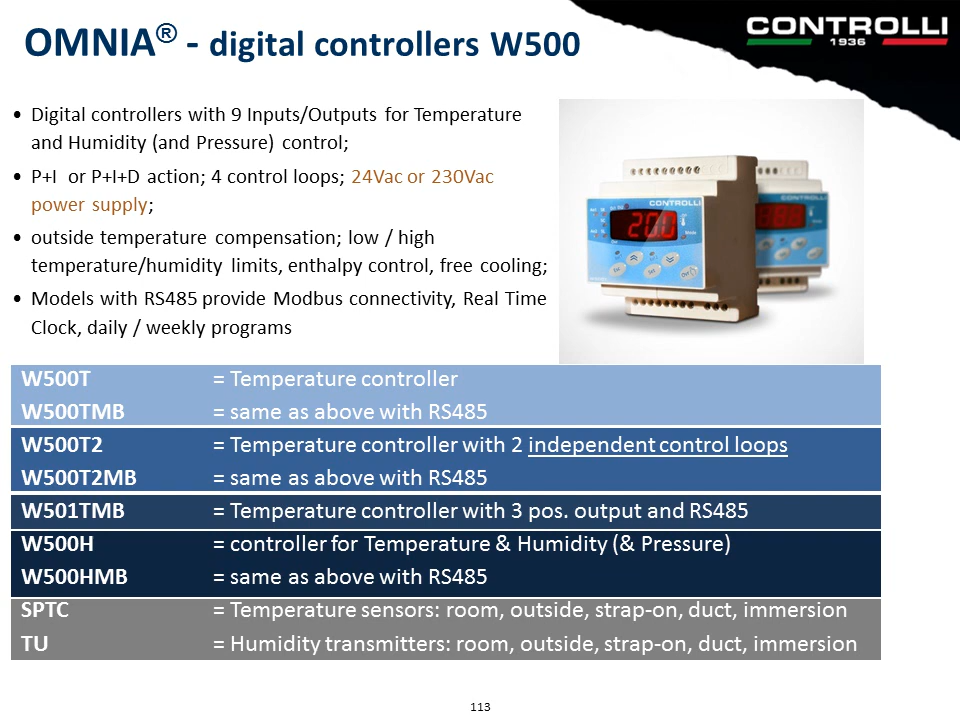 OMNIA® - digital controllers W500
CONTROLLI
1936
• Digital controllers with 9 Inputs/Outputs for Temperature
and Humidity (and Pressure) control;
• P+I or P+I+D action; 4 control loops; 24Vac or 230Vac
power supply;
• outside temperature compensation; low / high
temperature/humidity limits, enthalpy control, free cooling;
• Models with RS485 provide Modbus connectivity, Real Time
Clock, daily / weekly programs
CONTROLLI
CONTROLLI
20.0
W500T = Temperature controller
W500TMB = same as above with RS485
W500T2 = Temperature controller with 2 independent control loops
W500T2MB = same as above with RS485
W501TMB = Temperature controller with 3 pos. output and RS485
W500H = controller for Temperature & Humidity (& Pressure)
W500HMB = same as above with RS485
SPTC = Temperature sensors: room, outside, strap-on, duct, immersion
TU = Humidity transmitters: room, outside, strap-on, duct, immersion
113